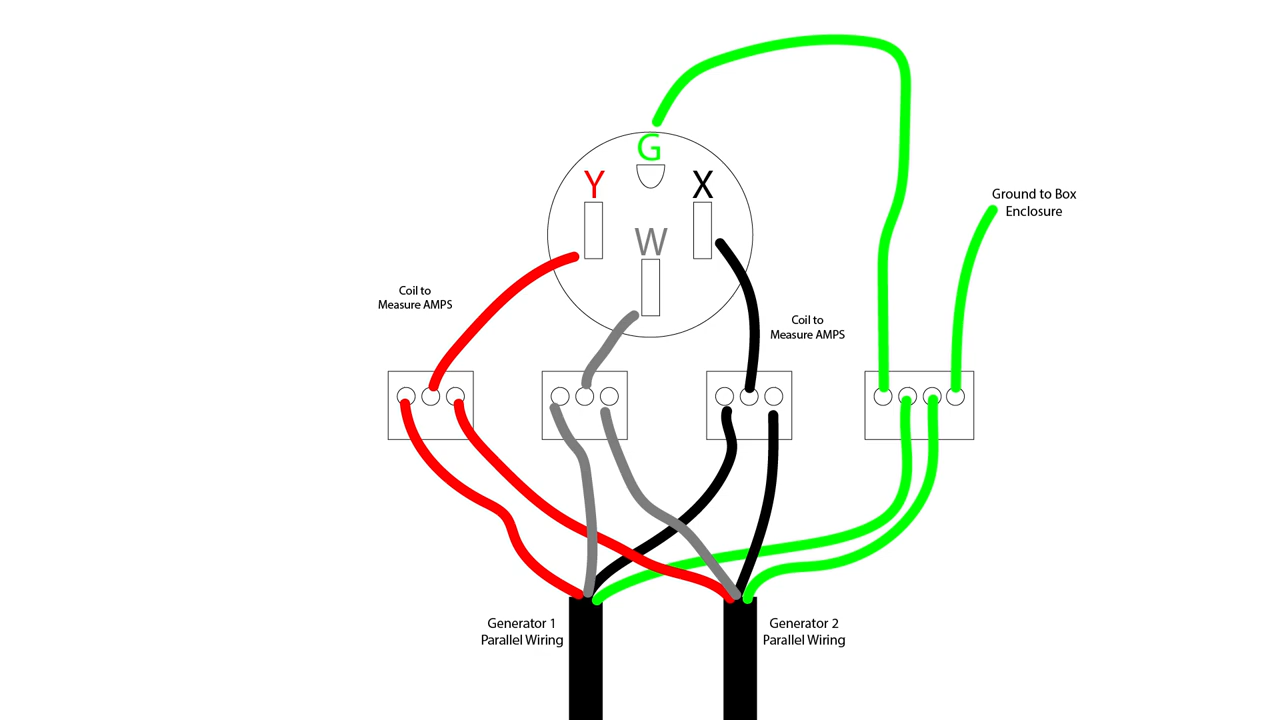 G
Y
X
W
Ground to Box
Enclosure
Coil to
Measure AMPS
Coil to
Measure AMPS
Generator 1
Parallel Wiring
Generator 2
Parallel Wiring